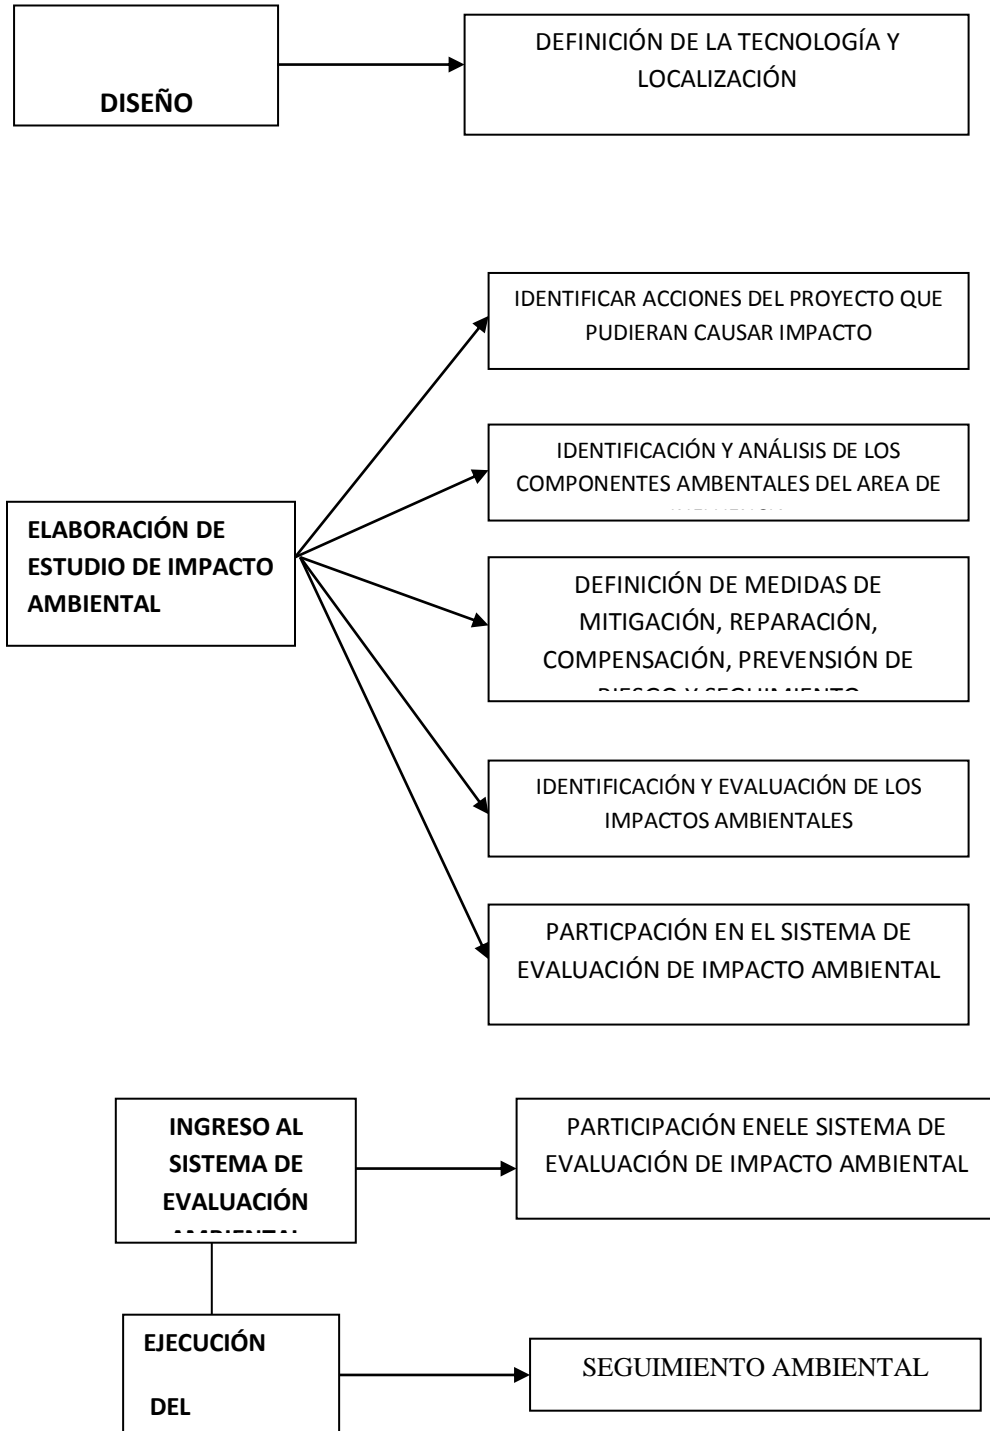 DISEÑO
DEFINICIÓN DE LA TECNOLOGÍA Y
LOCALIZACIÓN
IDENTIFICAR ACCIONES DEL PROYECTO QUE
PUDIERAN CAUSAR IMPACTO
IDENTIFICACIÓN Y ANÁLISIS DE LOS
COMPONENTES AMBENTALES DEL AREA DE
ELABORACIÓN DE
ESTUDIO DE IMPACTO
AMBIENTAL
DEFINICIÓN DE MEDIDAS DE
MITIGACIÓN, REPARACIÓN,
COMPENSACIÓN, PREVENSIÓN DE
RIESGO Y SEGUIMIENTO
IDENTIFICACIÓN Y EVALUACIÓN DE LOS
IMPACTOS AMBIENTALES
PARTICPACIÓN EN EL SISTEMA DE
EVALUACIÓN DE IMPACTO AMBIENTAL
INGRESO AL
SISTEMA DE
EVALUACIÓN
AMBIENTAL
PARTICIPACIÓN ENELE SISTEMA DE
EVALUACIÓN DE IMPACTO AMBIENTAL
EJECUCIÓN
DEL
SEGUIMIENTO AMBIENTAL